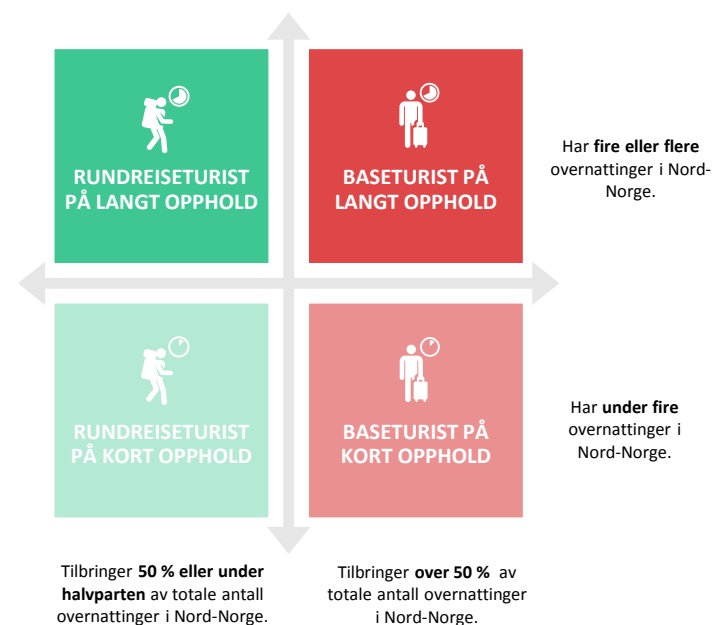 RUNDREISETURIST
PÅ LANGT OPPHOLD
BASETURIST PÅ
LANGT OPPHOLD
Har fire eller flere
overnattinger i Nord-
Norge.
RUNDREISETURIST
PÅ KORT OPPHOLD
BASETURIST PÅ
KORT OPPHOLD
Har under fire
overnattinger i
Nord-Norge.
Tilbringer 50 % eller under
halvparten av totale antall
overnattinger i Nord-Norge.
Tilbringer over 50 % av
totale antall overnattinger
i Nord-Norge.